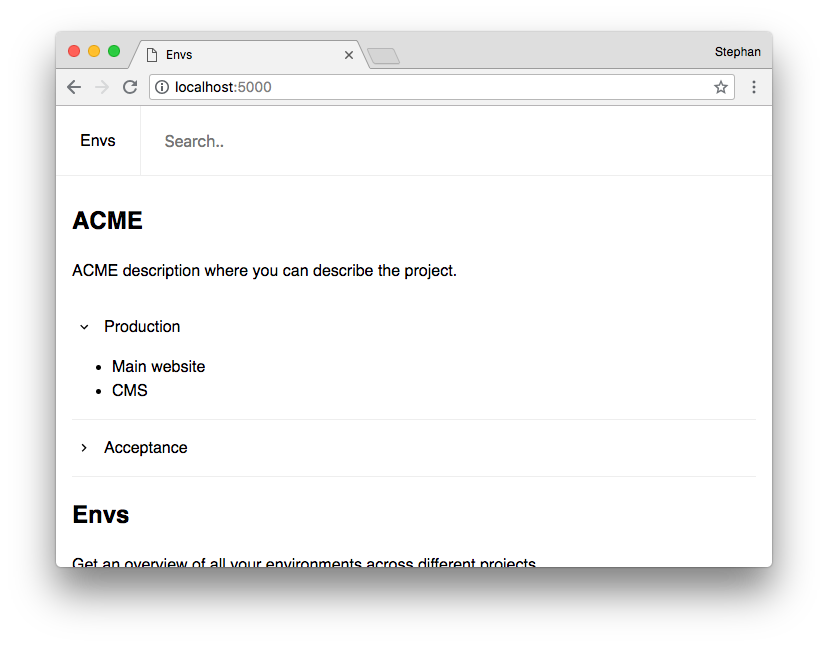 Envs
Stephan
localhost:5000
Envs
Search..
ACME
ACME description where you can describe the project.
Production
Main website
CMS
Acceptance
Envs
Get an overview of all your environments across different projects